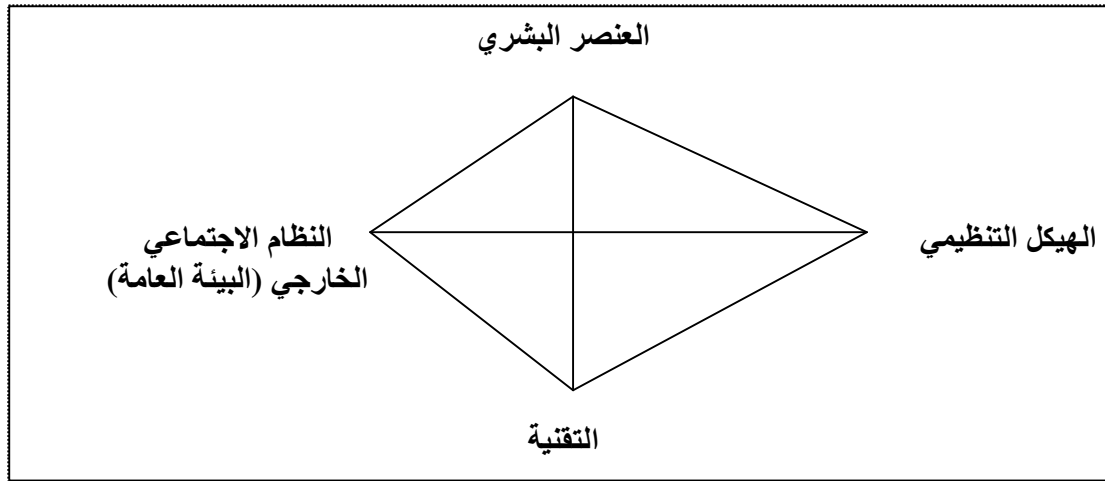 العنصر البشري
الهيكل التنظيمي
النظام الاجتماعي
الخارجي (البيئة العامة)
التقنية